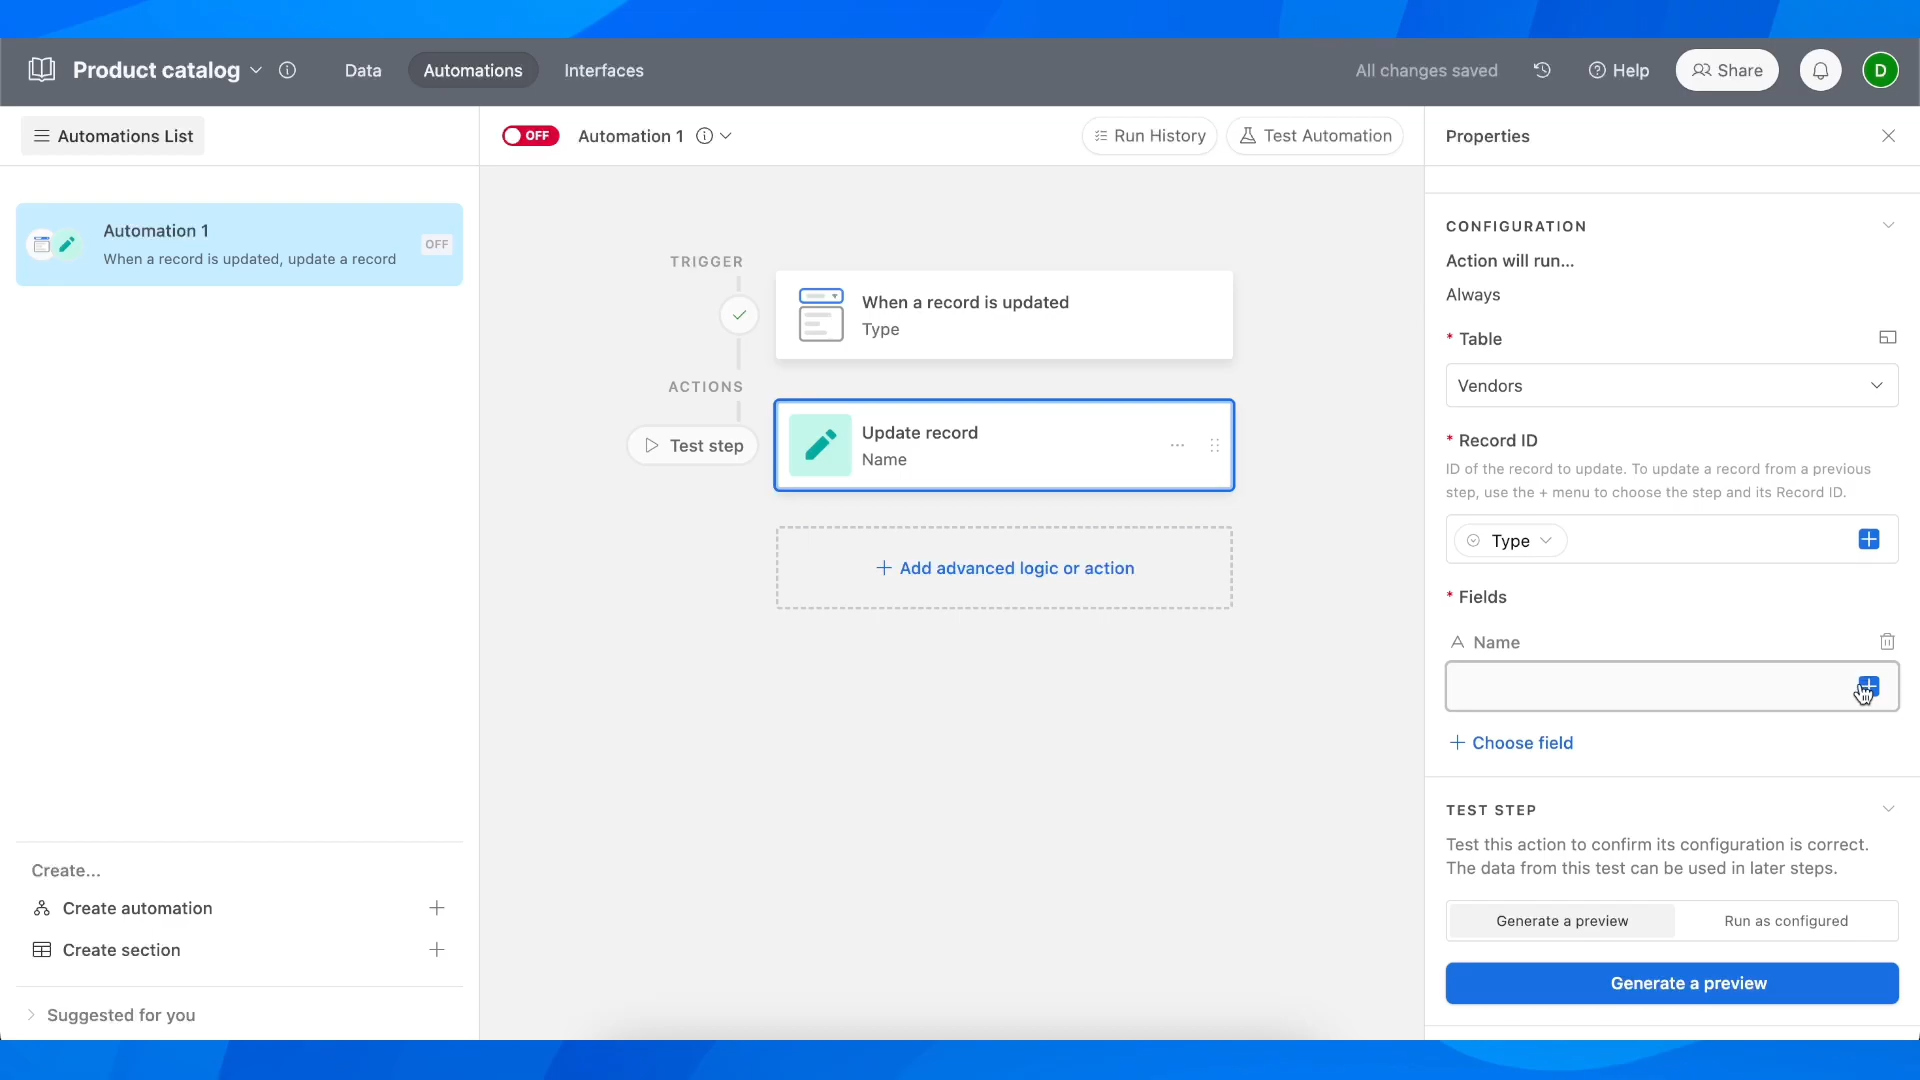 Product catalog
Data
Automations
Interfaces
All changes saved
Help
Share
D
Automations List
OFF
Automation 1
Run History
Test Automation
Properties
Automation 1
When a record is updated, update a record
OFF
TRIGGER
When a record is updated
Type
ACTIONS
Test step
Update record
Name
+ Add advanced logic or action
CONFIGURATION
Action will run...
Always
* Table
Vendors
* Record ID
ID of the record to update. To update a record from a previous
step, use the + menu to choose the step and its Record ID.
Type
* Fields
A Name
+ Choose field
TEST STEP
Test this action to confirm its configuration is correct.
The data from this test can be used in later steps.
Generate a preview
Run as configured
Generate a preview
Create...
Create automation
Create section
Suggested for you